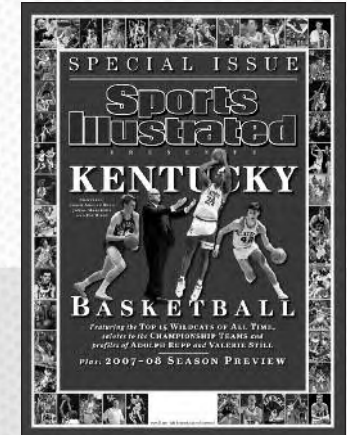 SPECIAL ISSUE
Sports
Illustrated
PRESENTS
KENTUCKY
BASKETBALL
Featuring the TOP 15 WILDCATS OF ALL TIME,
salutes to the CHAMPIONSHIP TEAMS and
profiles of ADOLPH RUPP and VALERIE STILL
Plus: 2007–08 SEASON PREVIEW